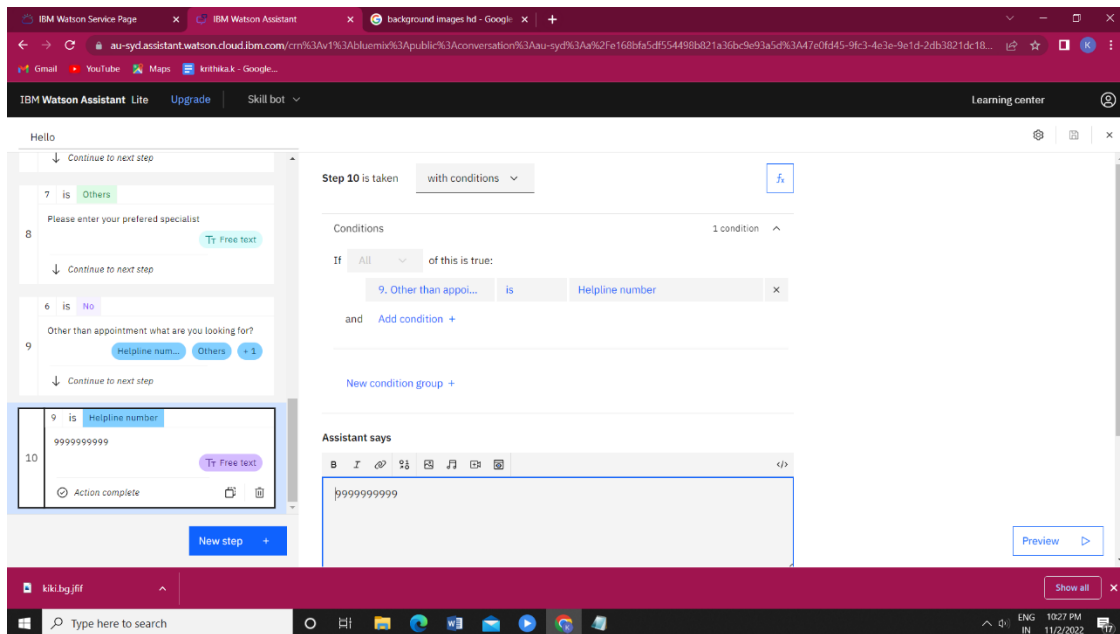 IBM Watson Service Page
IBM Watson Assistant
background images hd - Google
au-syd.assistant.watson.cloud.ibm.com/crn%3Av1%3Abluemix%3Apublic%3Aconversation%3Aau-syd%3Aa%2Fe168bfa5df554498b821a36bc9e93a5d%3A47e0fd45-9fc3-4e3e-9e1d-2db3821dc18...
K
Gmail YouTube Maps krithika.k - Google...
IBM Watson Assistant Lite Upgrade Skill bot Learning center
Hello
Continue to next step
7 is Others
Please enter your prefered specialist
8
Free text
Continue to next step
6 is No
Other than appointment what are you looking for?
9
Helpline num... Others + 1
Continue to next step
9 is Helpline number
9999999999
10
Free text
Action complete
New step +
Step 10 is taken with conditions fx
Conditions 1 condition
If All of this is true:
9. Other than appoi... is Helpline number
and Add condition +
New condition group +
Assistant says
B I </>
9999999999
Preview
kiki.bg.jfif Show all
Type here to search
ENG 10:27 PM
IN 11/2/2022
17